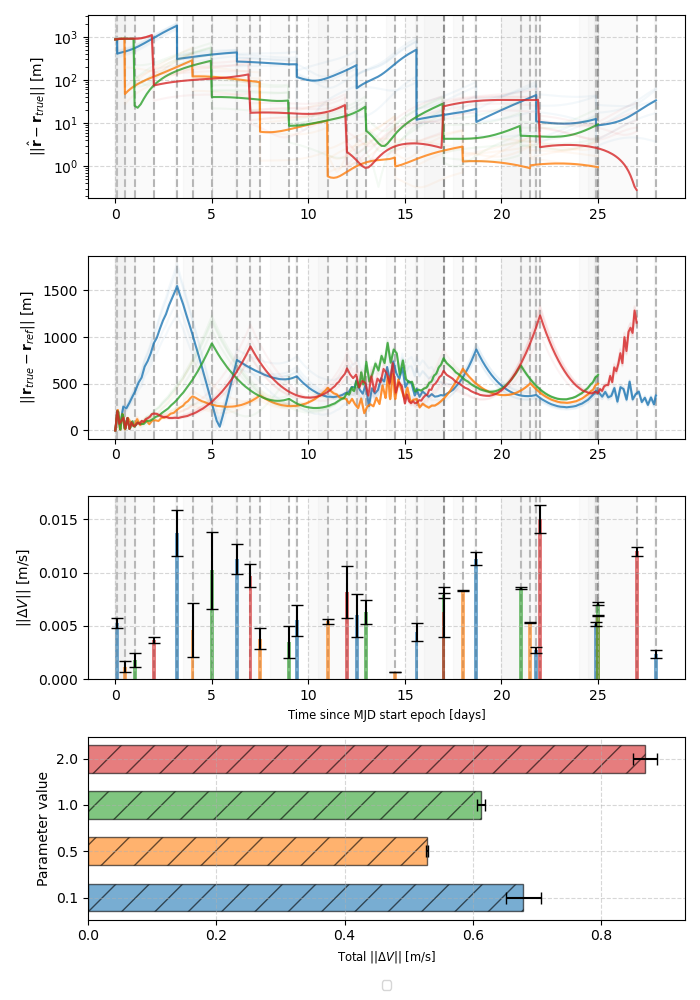 ||r̂ − r_true|| [m]
10³
10²
10¹
10⁰
0 5 10 15 20 25
||r_true − r_ref|| [m]
1500
1000
500
0
0 5 10 15 20 25
||ΔV|| [m/s]
0.015
0.010
0.005
0.000
0 5 10 15 20 25
Time since MJD start epoch [days]
Parameter value
2.0
1.0
0.5
0.1
0.0 0.2 0.4 0.6 0.8
Total ||ΔV|| [m/s]